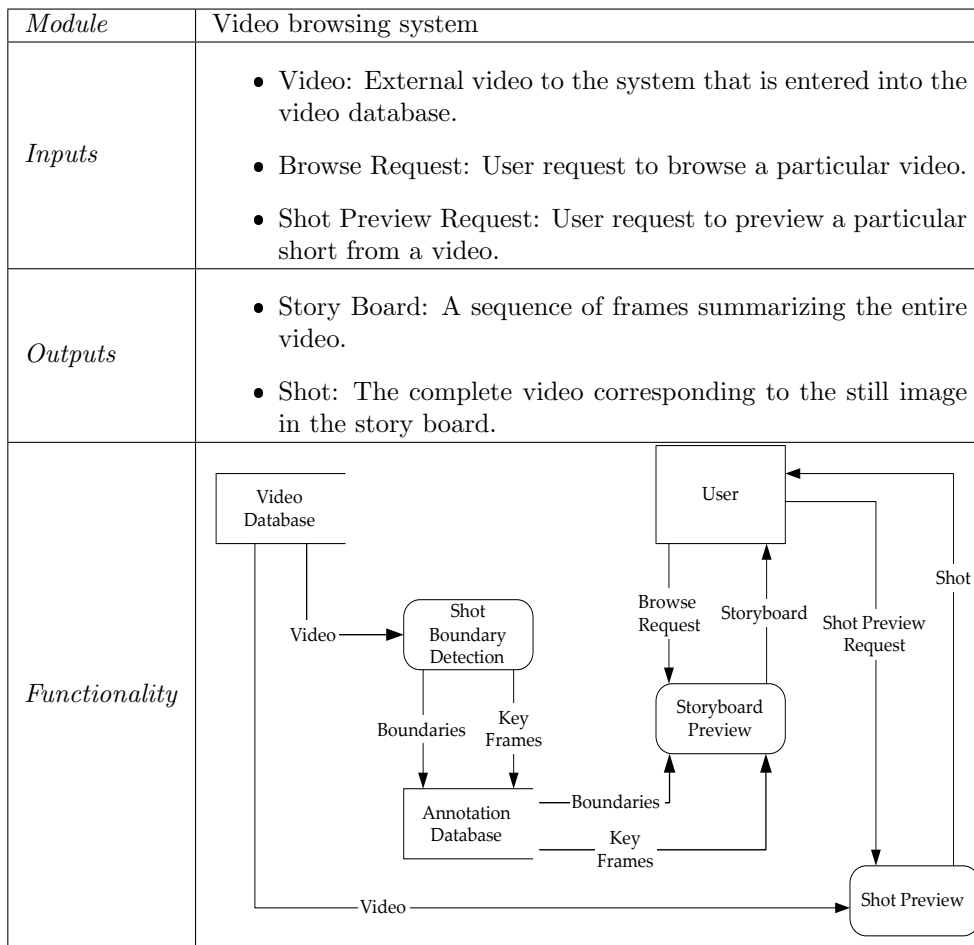 Module Video browsing system
Inputs
• Video: External video to the system that is entered into the
video database.
• Browse Request: User request to browse a particular video.
• Shot Preview Request: User request to preview a particular
short from a video.
Outputs
• Story Board: A sequence of frames summarizing the entire
video.
• Shot: The complete video corresponding to the still image
in the story board.
Functionality
Video
Database
User
Shot
Video
Shot
Boundary
Detection
Browse
Request
Storyboard
Shot Preview
Request
Boundaries
Key
Frames
Storyboard
Preview
Annotation
Database
Boundaries
Key
Frames
Video
Shot Preview